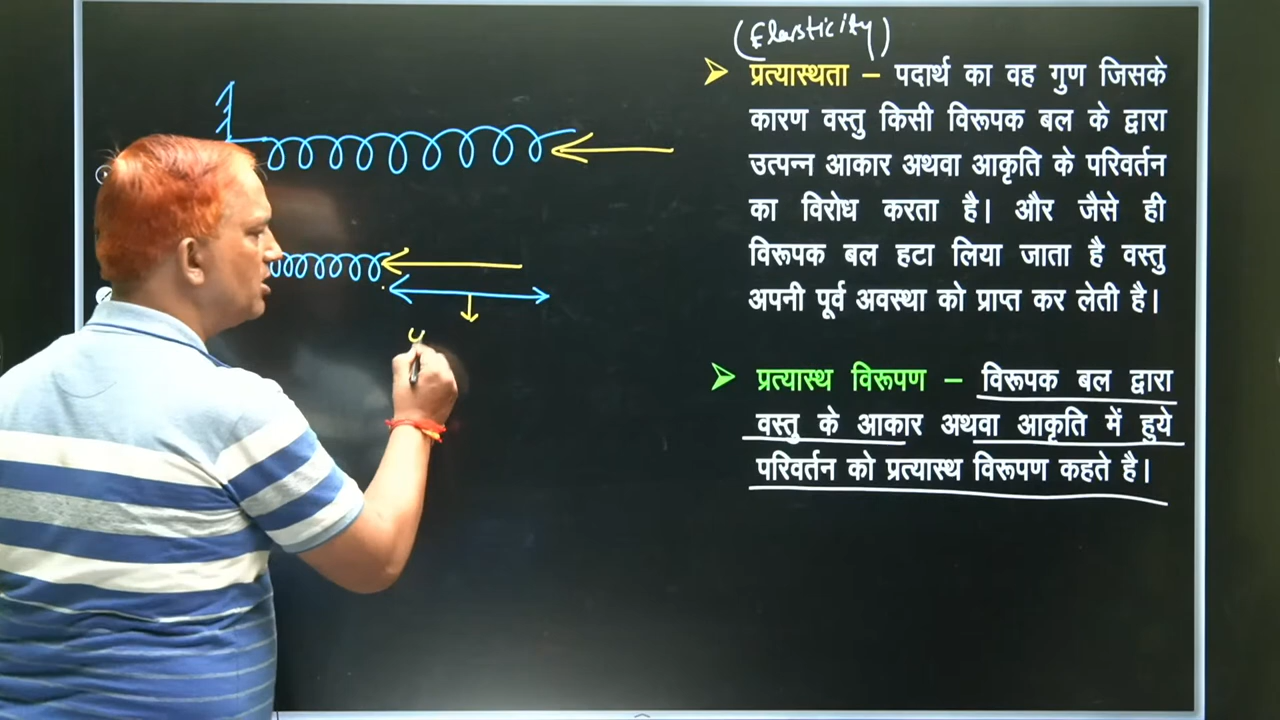 (Elasticity)
➤ प्रत्यास्थता – पदार्थ का वह गुण जिसके
कारण वस्तु किसी विरूपक बल के द्वारा
उत्पन्न आकार अथवा आकृति के परिवर्तन
का विरोध करता है। और जैसे ही
विरूपक बल हटा लिया जाता है वस्तु
अपनी पूर्व अवस्था को प्राप्त कर लेती है।
➤ प्रत्यास्थ विरूपण – विरूपक बल द्वारा
वस्तु के आकार अथवा आकृति में हुये
परिवर्तन को प्रत्यास्थ विरूपण कहते है।